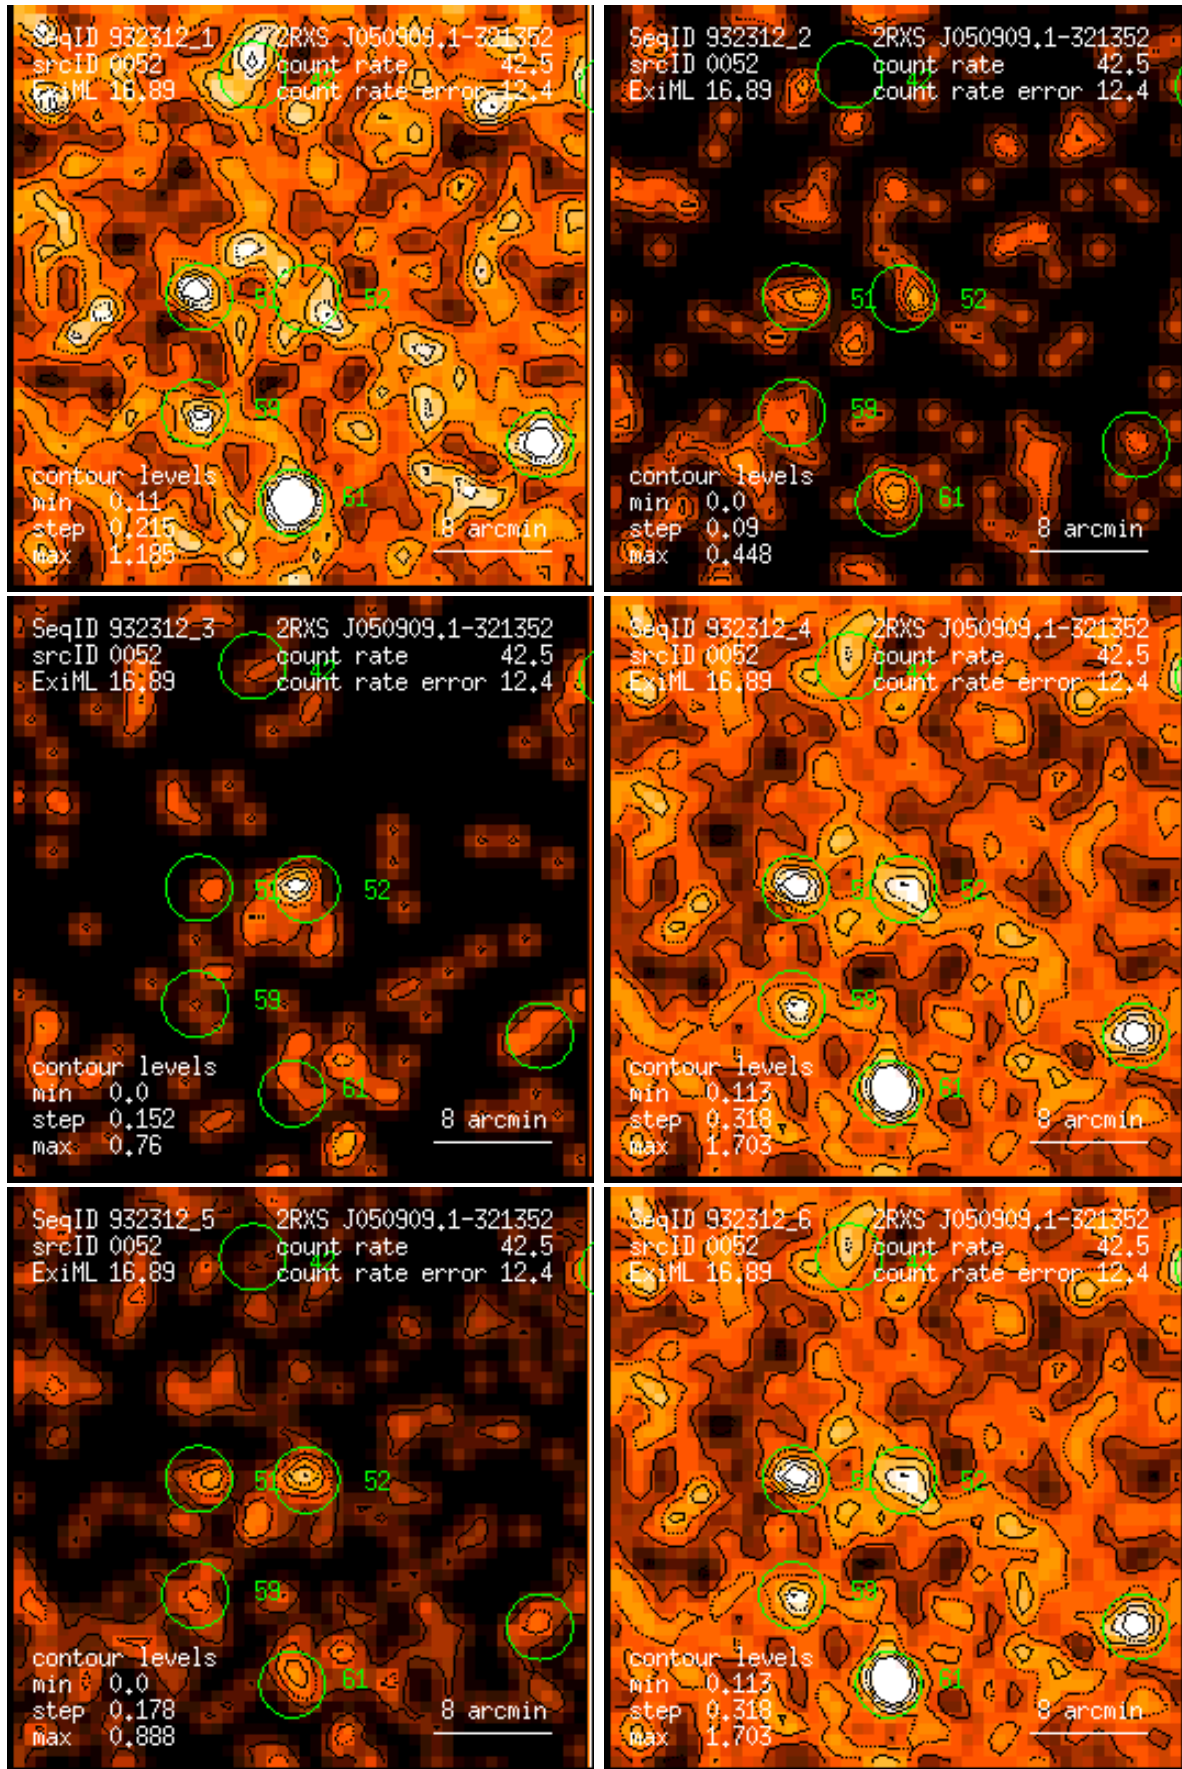 SeqID 932312_1 2RXS J050909.1-321352
srcID 0052 count rate 42.5
ExiML 16.89 count rate error 12.4
42
51
52
59
61
contour levels
min 0.11
step 0.215
max 1.185
8 arcmin
SeqID 932312_2 2RXS J050909.1-321352
srcID 0052 count rate 42.5
ExiML 16.89 count rate error 12.4
42
51
52
59
61
contour levels
min 0.0
step 0.09
max 0.448
8 arcmin
SeqID 932312_3 2RXS J050909.1-321352
srcID 0052 count rate 42.5
ExiML 16.89 count rate error 12.4
42
51
52
59
61
contour levels
min 0.0
step 0.152
max 0.76
8 arcmin
SeqID 932312_4 2RXS J050909.1-321352
srcID 0052 count rate 42.5
ExiML 16.89 count rate error 12.4
42
51
52
59
61
contour levels
min 0.113
step 0.318
max 1.703
8 arcmin
SeqID 932312_5 2RXS J050909.1-321352
srcID 0052 count rate 42.5
ExiML 16.89 count rate error 12.4
42
51
52
59
61
contour levels
min 0.0
step 0.178
max 0.888
8 arcmin
SeqID 932312_6 2RXS J050909.1-321352
srcID 0052 count rate 42.5
ExiML 16.89 count rate error 12.4
42
51
52
59
61
contour levels
min 0.113
step 0.318
max 1.703
8 arcmin